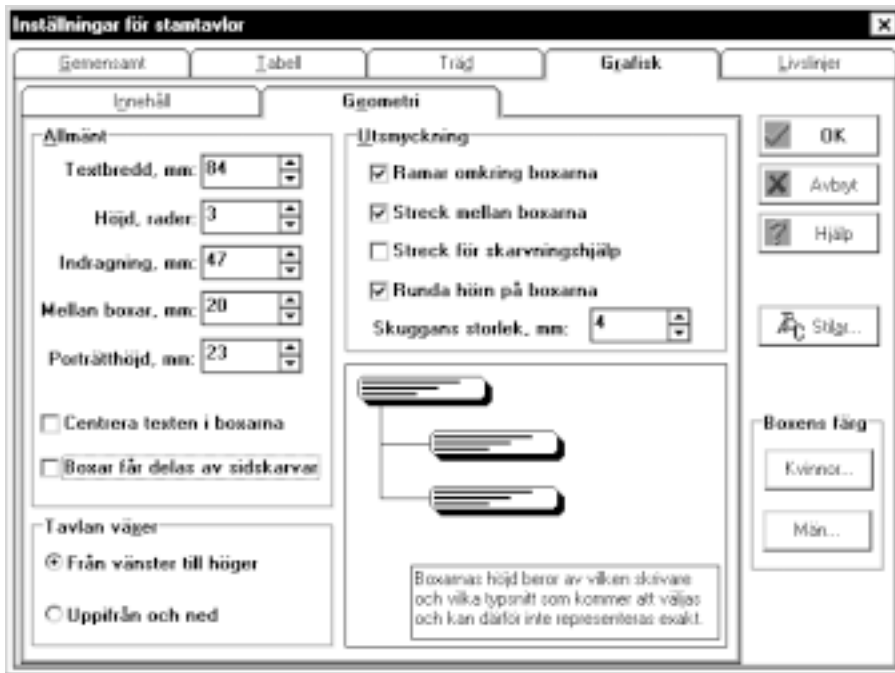 Inställningar för stamtavlor
Gemensamt
Tabell
Träd
Grafisk
Livslinjer
Innehåll
Geometri
Allmänt
Textbredd, mm: 84
Höjd, rader: 3
Indragning, mm: 47
Mellan boxar, mm: 20
Porträtthöjd, mm: 23
Centrera texten i boxarna
Boxar får delas av sidskarvar
Tavlan växer
Från vänster till höger
Uppifrån och ned
Utsmyckning
Ramar omkring boxarna
Streck mellan boxarna
Streck för skarvningshjälp
Runda hörn på boxarna
Skuggans storlek, mm: 4
Boxarnas höjd beror av vilken skrivare
och vilka typsnitt som kommer att väljas
och kan därför inte representeras exakt.
OK
Avbryt
Hjälp
Stilar...
Boxens färg
Kvinnor...
Män...